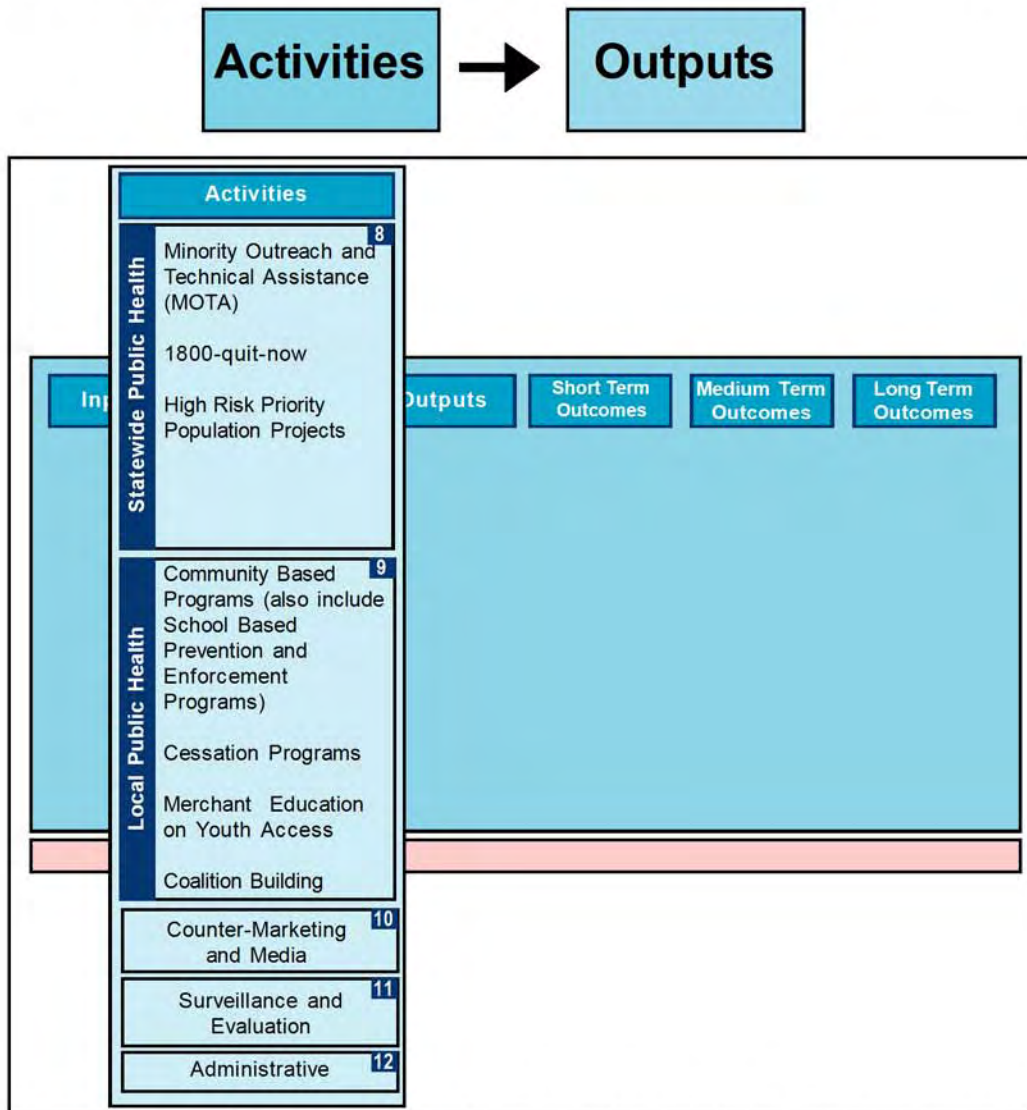 Activities
Outputs
Activities
Statewide Public Health
8
Minority Outreach and
Technical Assistance
(MOTA)
1800-quit-now
High Risk Priority
Population Projects
Inp
Outputs
Short Term
Outcomes
Medium Term
Outcomes
Long Term
Outcomes
Local Public Health
9
Community Based
Programs (also include
School Based
Prevention and
Enforcement
Programs)
Cessation Programs
Merchant Education
on Youth Access
Coalition Building
10
Counter-Marketing
and Media
11
Surveillance and
Evaluation
12
Administrative